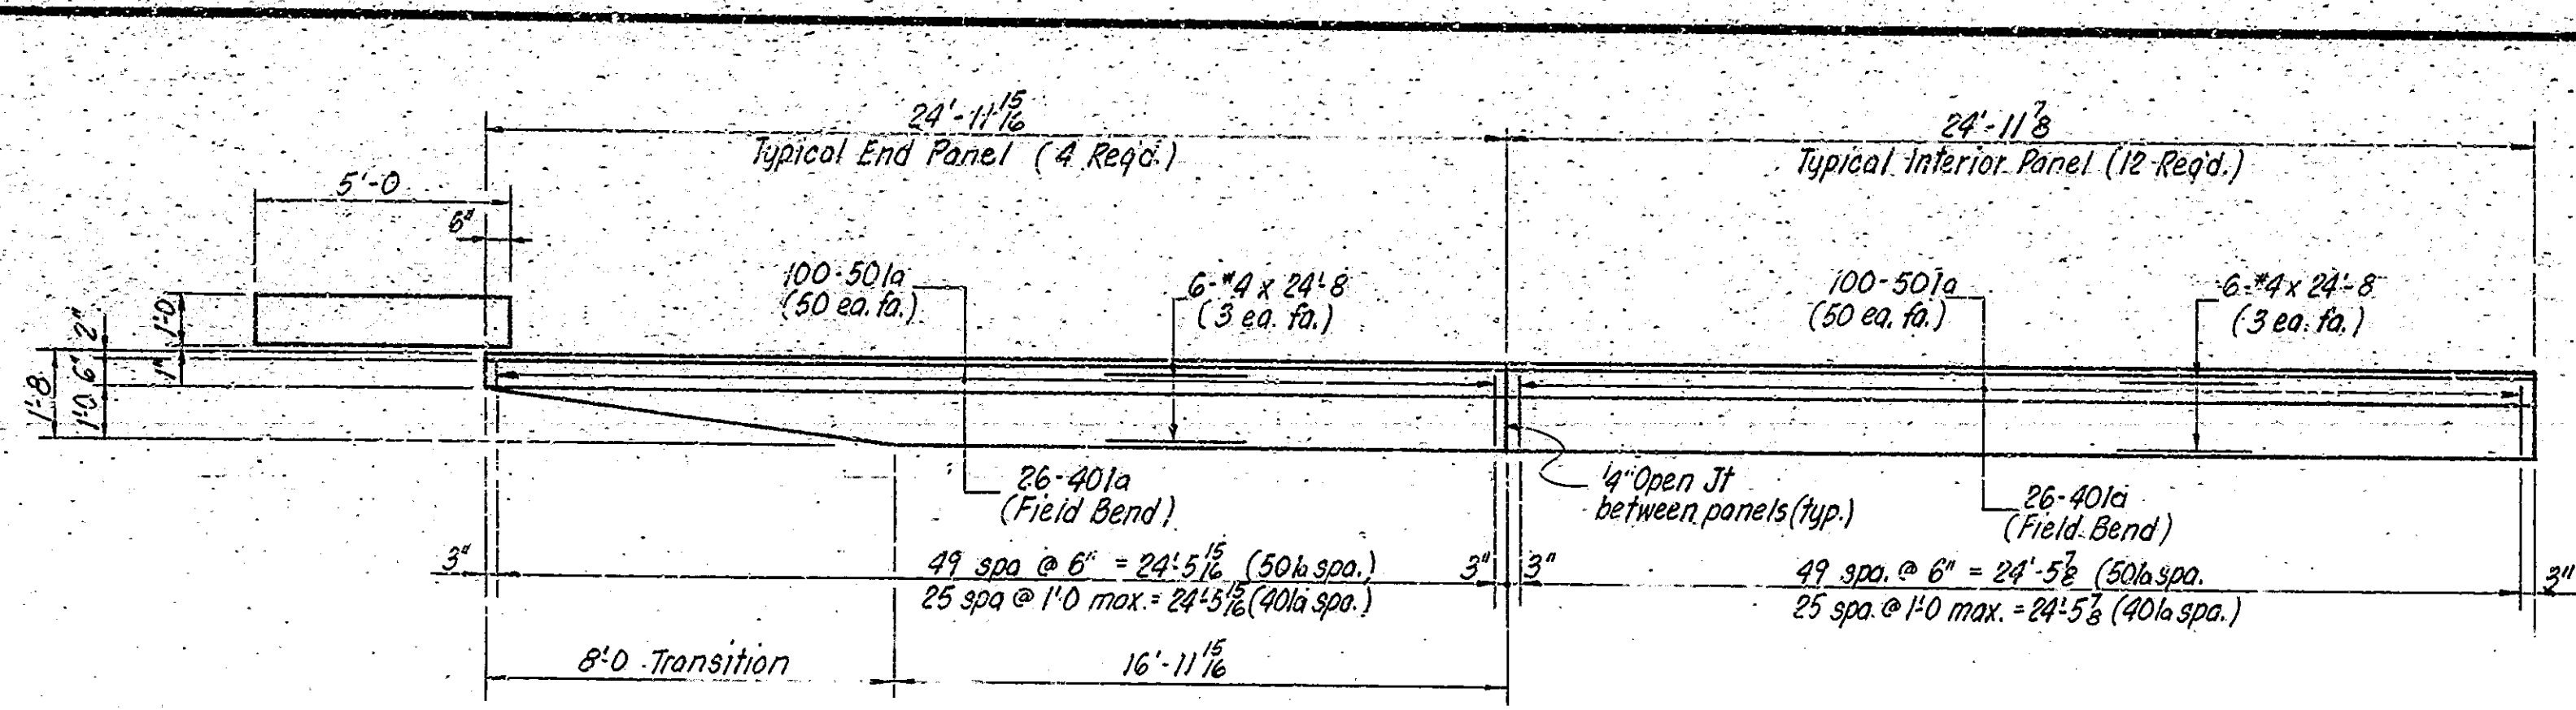 24'-11 15/16
Typical End Panel (4 Reqd.)
24'-11 7/8
Typical Interior Panel (12 Reqd.)
5'-0
6"
100-501a
(50 ea. fa.)
6-#4 x 24'-8
(3 ea. fa.)
100-501a
(50 ea. fa.)
6-#4 x 24'-8
(3 ea. fa.)
1'-0
2"
6"
1"
1'-0
1'-8
26-401a
(Field Bend)
1/4" Open Jt
between panels (typ.)
26-401a
(Field Bend)
3"
49 spa @ 6" = 24'-5 15/16 (501a spa.)
25 spa @ 1'-0 max. = 24'-5 15/16 (401a spa.)
3"
3"
49 spa. @ 6" = 24'-5 7/8 (501a spa.
25 spa. @ 1'-0 max. = 24'-5 7/8 (401a spa.)
3"
8'-0 Transition
16'-11 15/16